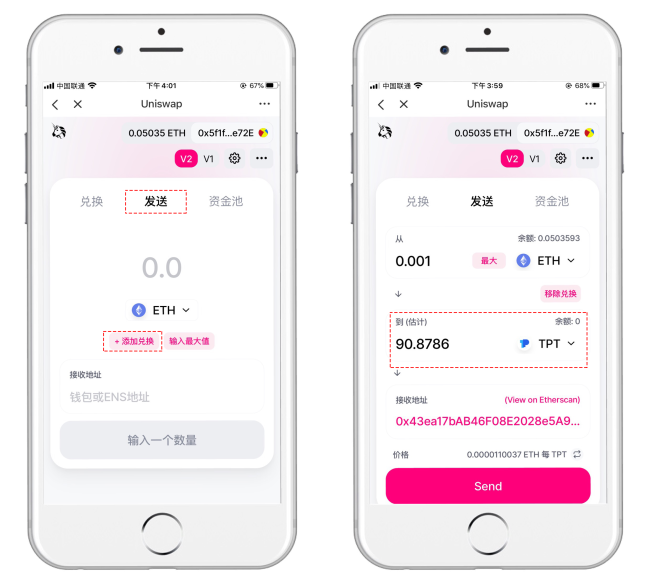 中国联通 下午4:01 67%
Uniswap
0.05035 ETH 0x5f1f...e72E
V2 V1
兑换 发送 资金池
0.0
ETH
+ 添加兑换 输入最大值
接收地址
钱包或ENS地址
输入一个数量
中国联通 下午3:59 68%
Uniswap
0.05035 ETH 0x5f1f...e72E
V2 V1
兑换 发送 资金池
从 余额: 0.0503593
0.001 最大 ETH
移除兑换
到 (估计) 余额: 0
90.8786 TPT
接收地址 (View on Etherscan)
0x43ea17bAB46F08E2028e5A9...
价格 0.0000110037 ETH 每 TPT
Send